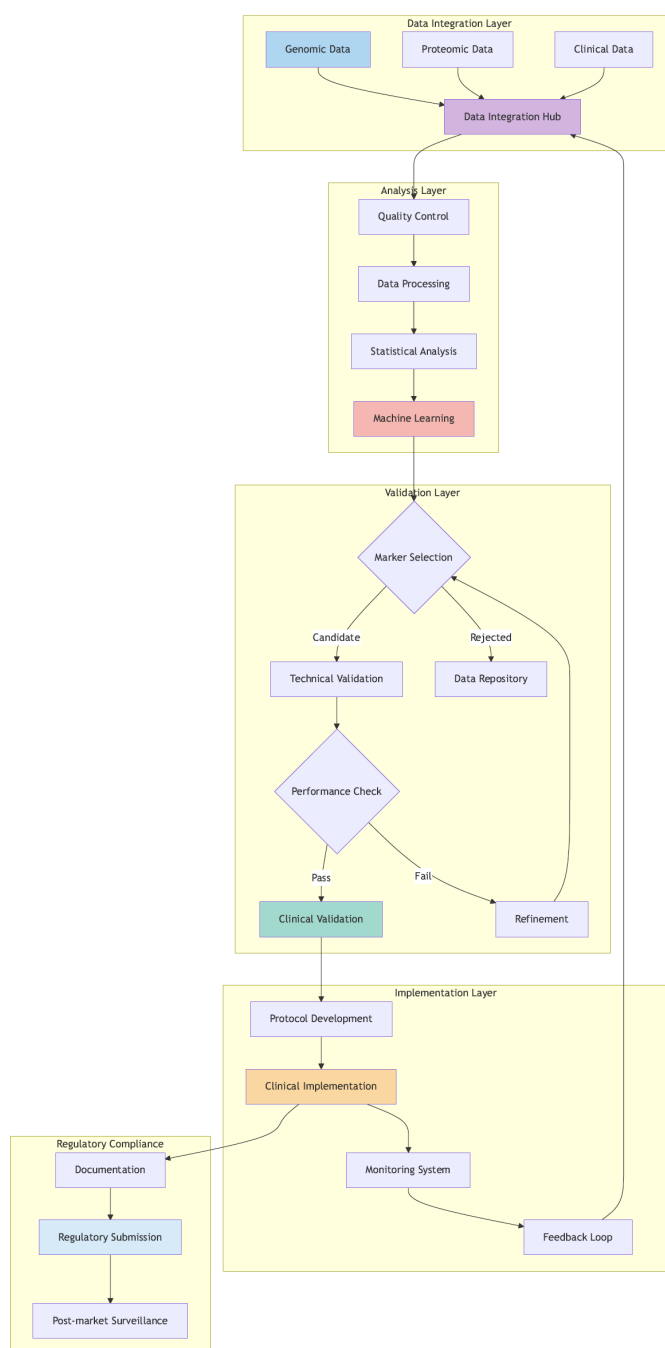 Data Integration Layer
Genomic Data
Proteomic Data
Clinical Data
Data Integration Hub
Analysis Layer
Quality Control
Data Processing
Statistical Analysis
Machine Learning
Validation Layer
Marker Selection
Candidate
Rejected
Technical Validation
Data Repository
Performance Check
Pass
Fail
Clinical Validation
Refinement
Implementation Layer
Protocol Development
Clinical Implementation
Regulatory Compliance
Documentation
Monitoring System
Regulatory Submission
Feedback Loop
Post-market Surveillance